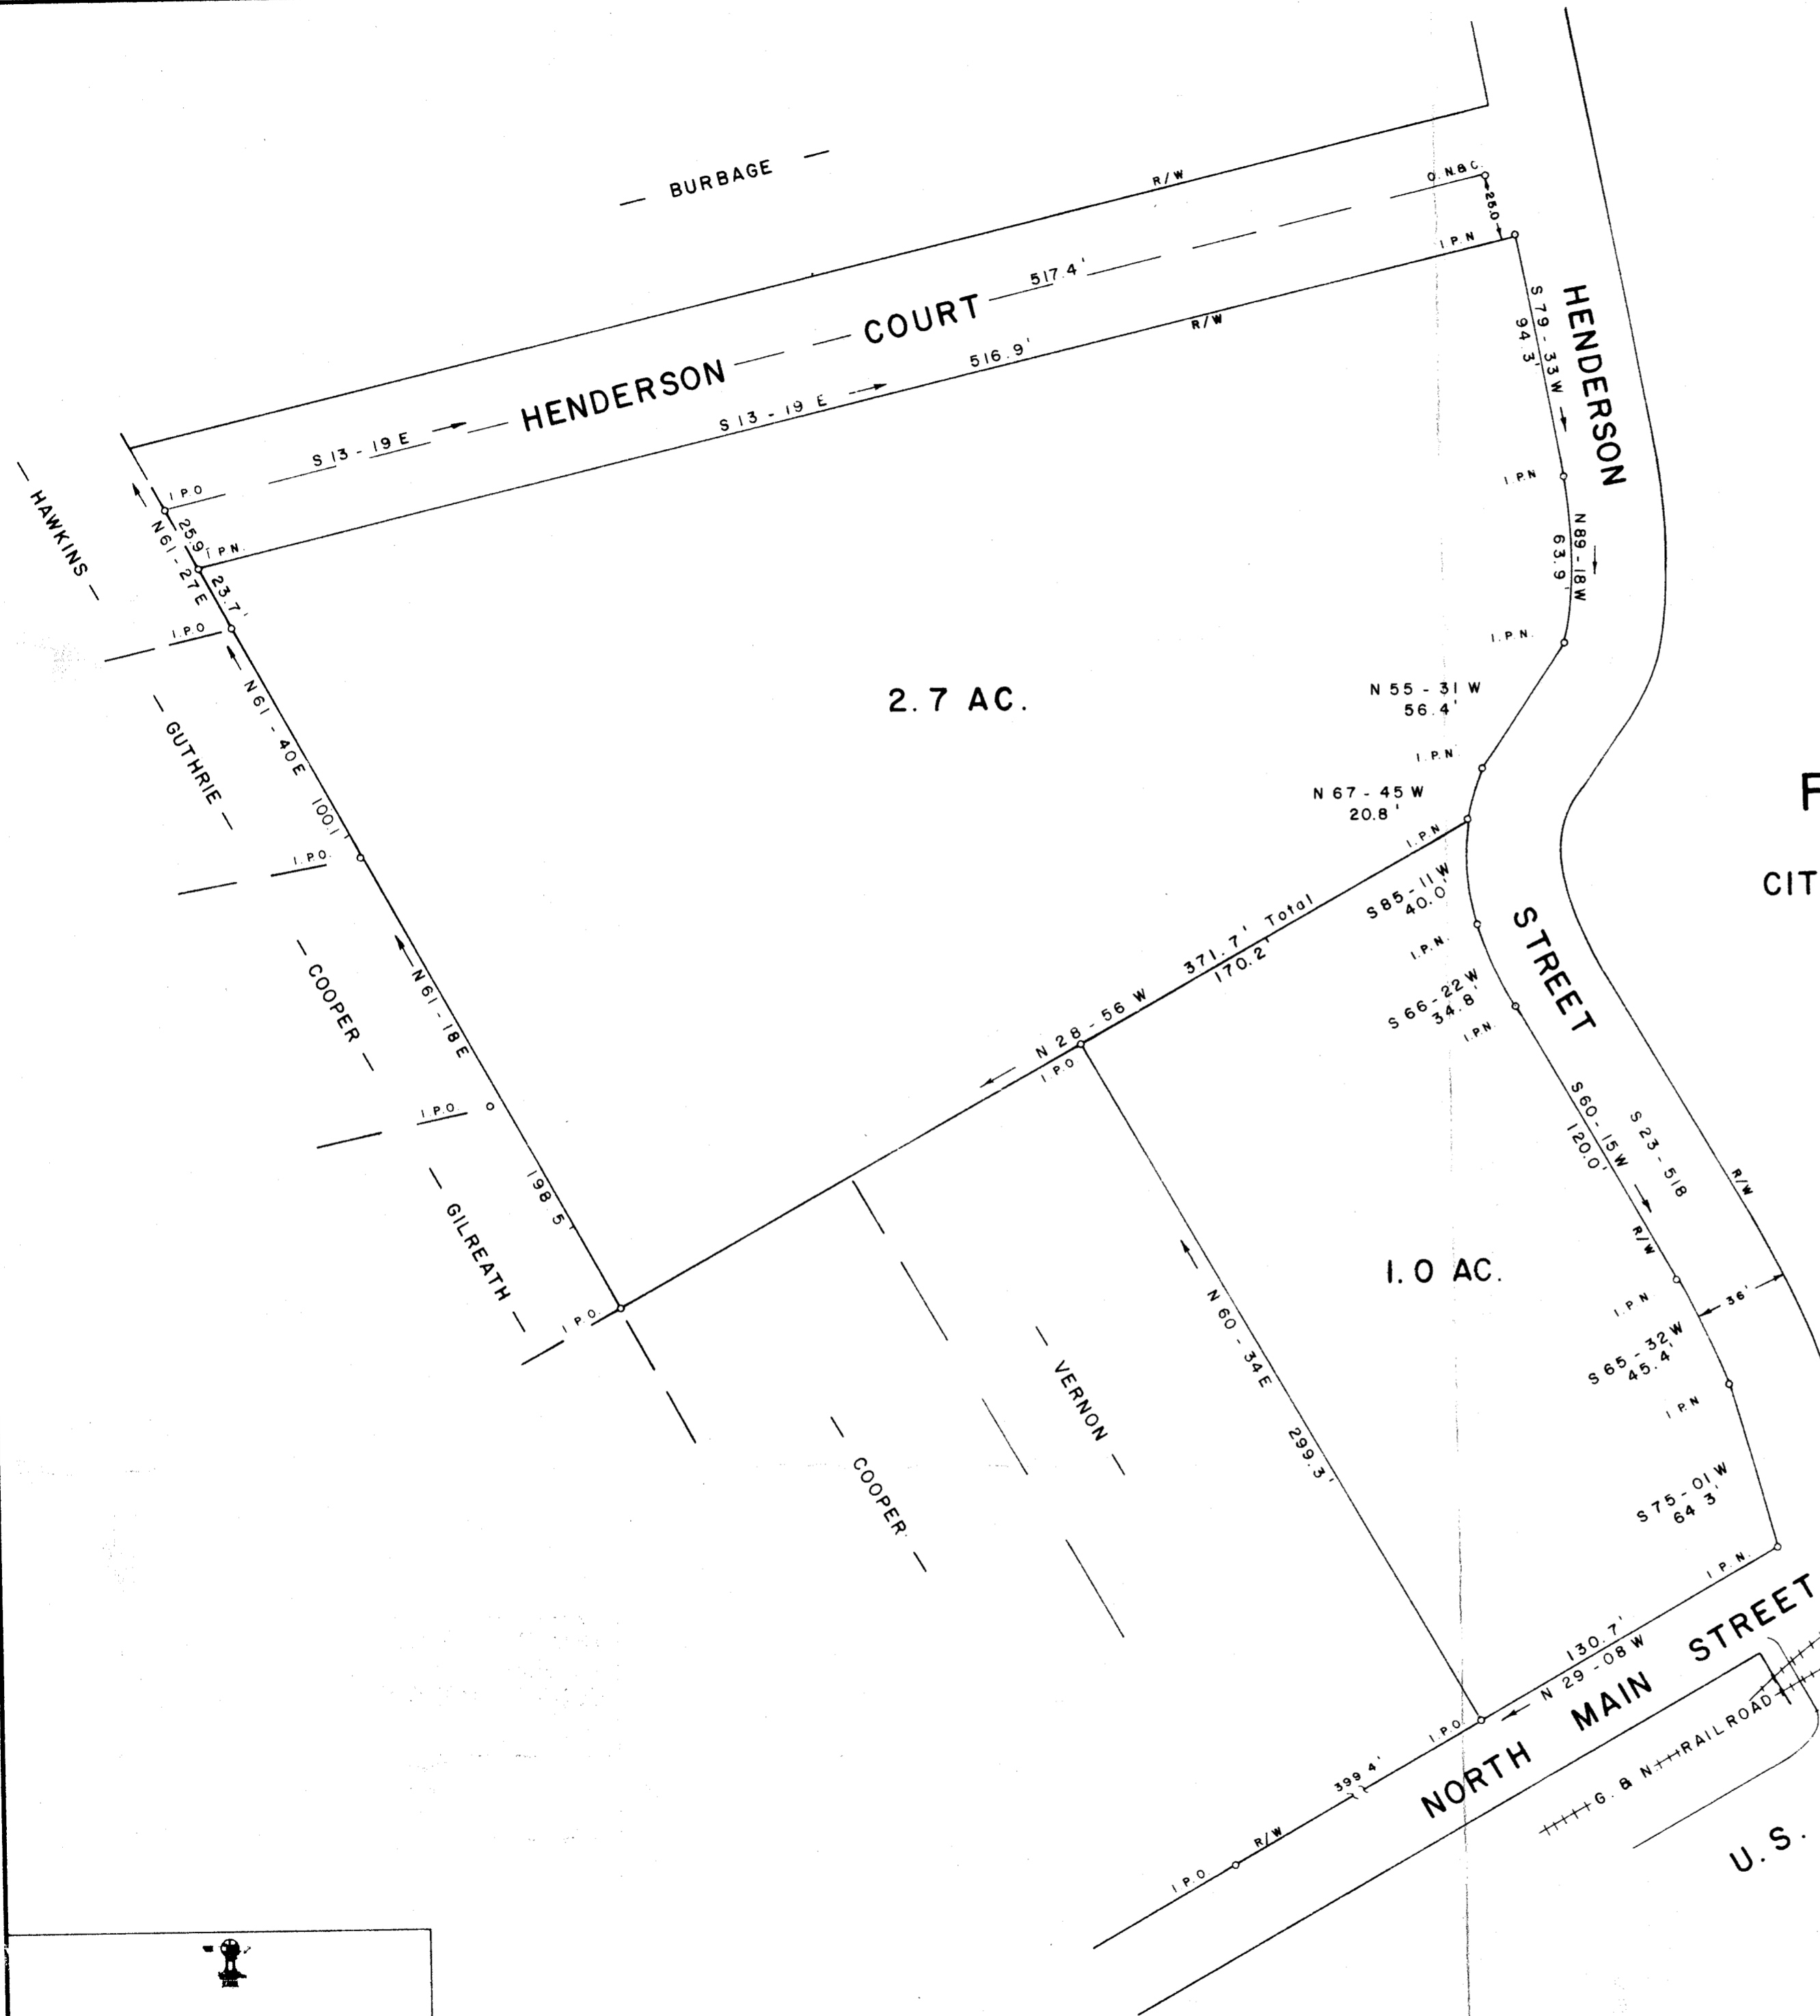 — BURBAGE —
R/W
O. N. & C.
25.0
I. P. N
HENDERSON COURT
517.4'
516.9'
R/W
S 13 - 19 E
S 13 - 19 E
I. P. O
25.9'
I. P. N.
N 61 - 27 E
23.7'
I. P. O
— HAWKINS —
— GUTHRIE —
N 61 - 40 E 100.1'
I. P. O.
— COOPER —
N 61 - 18 E
I. P. O.
198.5'
— GILREATH —
I. P. O.
HENDERSON
STREET
S 79 - 33 W
94.3'
I. P. N
N 89 - 18 W
63.9'
I. P. N.
N 55 - 31 W
56.4'
I. P. N.
N 67 - 45 W
20.8'
I. P. N
2.7 AC.
371.7' Total
170.2'
N 28 - 56 W
I. P. O
S 85 - 11 W
40.0'
I. P. N.
S 66 - 22 W
34.8'
I. P. N.
S 60 - 15 W
120.0'
S 23 - 518
R/W
R/W
36'
I. P. N
S 65 - 32 W
45.4'
I. P. N
S 75 - 01 W
64.3'
I. P. N.
1.0 AC.
N 60 - 34 E
299.3'
— VERNON —
— COOPER —
130.7'
N 29 - 08 W
I. P. O.
399.4'
R/W
I. P. O.
NORTH MAIN STREET
G. & N. RAILROAD
U. S.
F
CIT